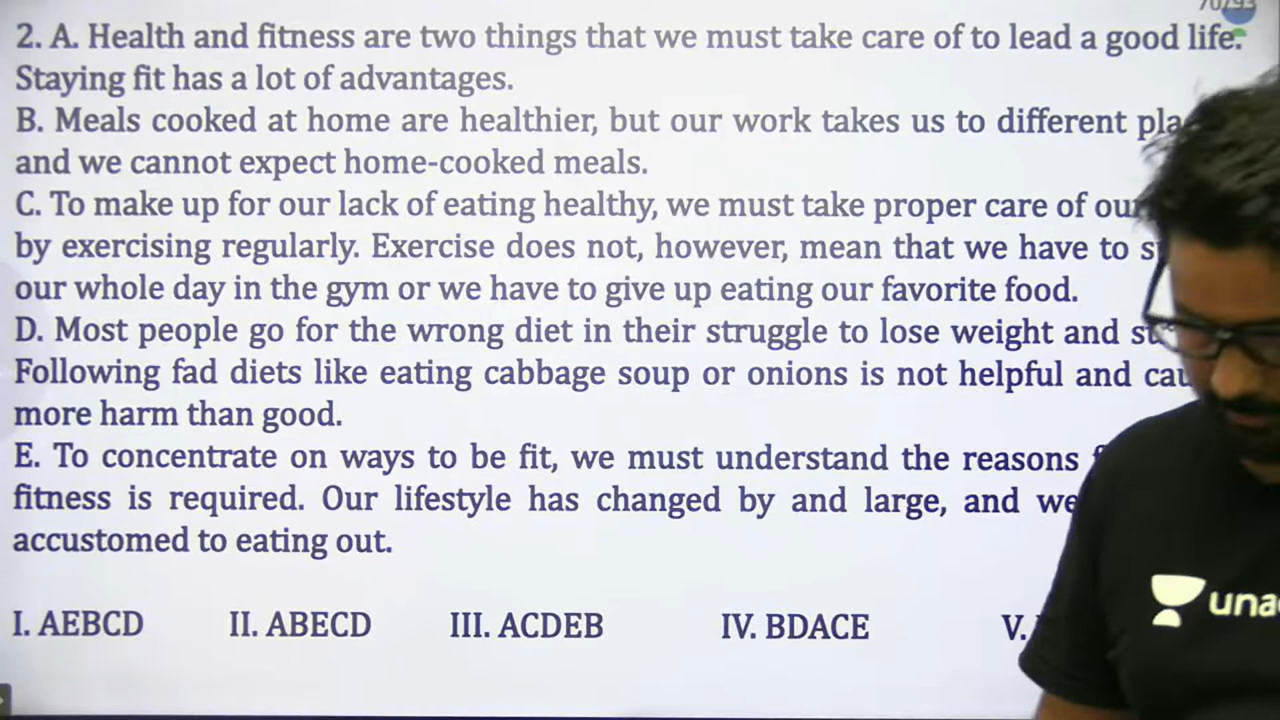 2. A. Health and fitness are two things that we must take care of to lead a good life.
Staying fit has a lot of advantages.
B. Meals cooked at home are healthier, but our work takes us to different
and we cannot expect home-cooked meals.
C. To make up for our lack of eating healthy, we must take proper care of
by exercising regularly. Exercise does not, however, mean that we have to
our whole day in the gym or we have to give up eating our favorite food.
D. Most people go for the wrong diet in their struggle to lose weight and
Following fad diets like eating cabbage soup or onions is not helpful and
more harm than good.
E. To concentrate on ways to be fit, we must understand the reasons
fitness is required. Our lifestyle has changed by and large, and we
accustomed to eating out.
I. AEBCD II. ABECD III. ACDEB IV. BDACE V.